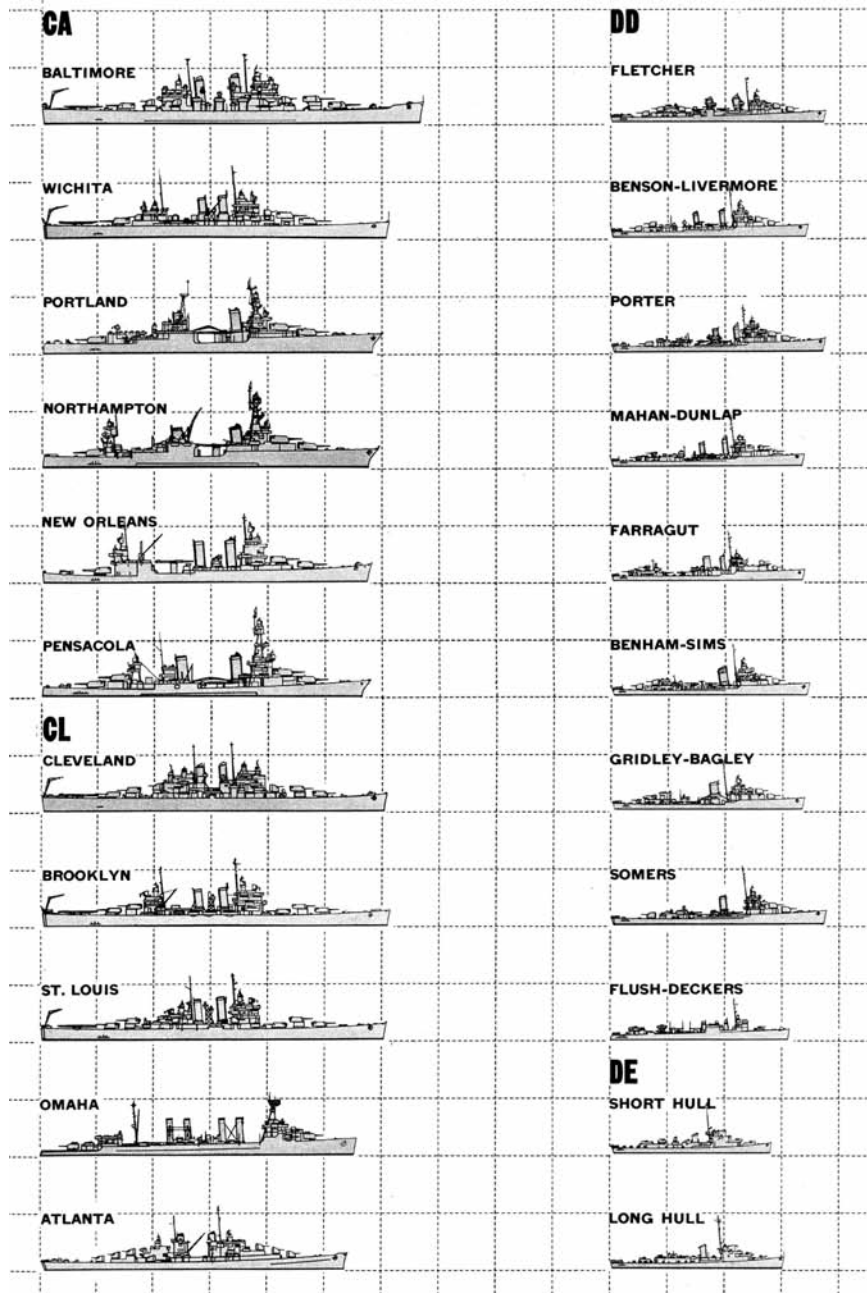 CA
BALTIMORE
WICHITA
PORTLAND
NORTHAMPTON
NEW ORLEANS
PENSACOLA
CL
CLEVELAND
BROOKLYN
ST. LOUIS
OMAHA
ATLANTA
DD
FLETCHER
BENSON-LIVERMORE
PORTER
MAHAN-DUNLAP
FARRAGUT
BENHAM-SIMS
GRIDLEY-BAGLEY
SOMERS
FLUSH-DECKERS
DE
SHORT HULL
LONG HULL